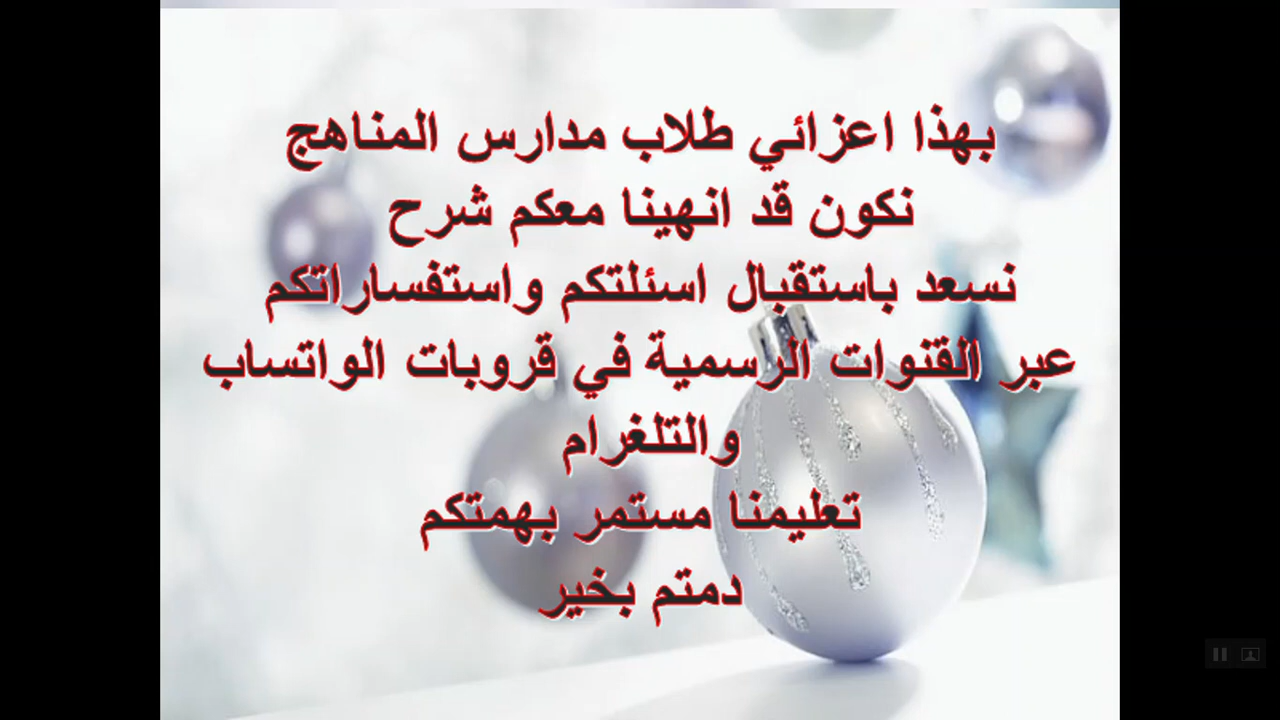 بهذا اعزائي طلاب مدارس المناهج
نكون قد انهينا معكم شرح
نسعد باستقبال اسئلتكم واستفساراتكم
عبر القنوات الرسمية في قروبات الواتساب
والتلغرام
تعليمنا مستمر بهمتكم
دمتم بخير